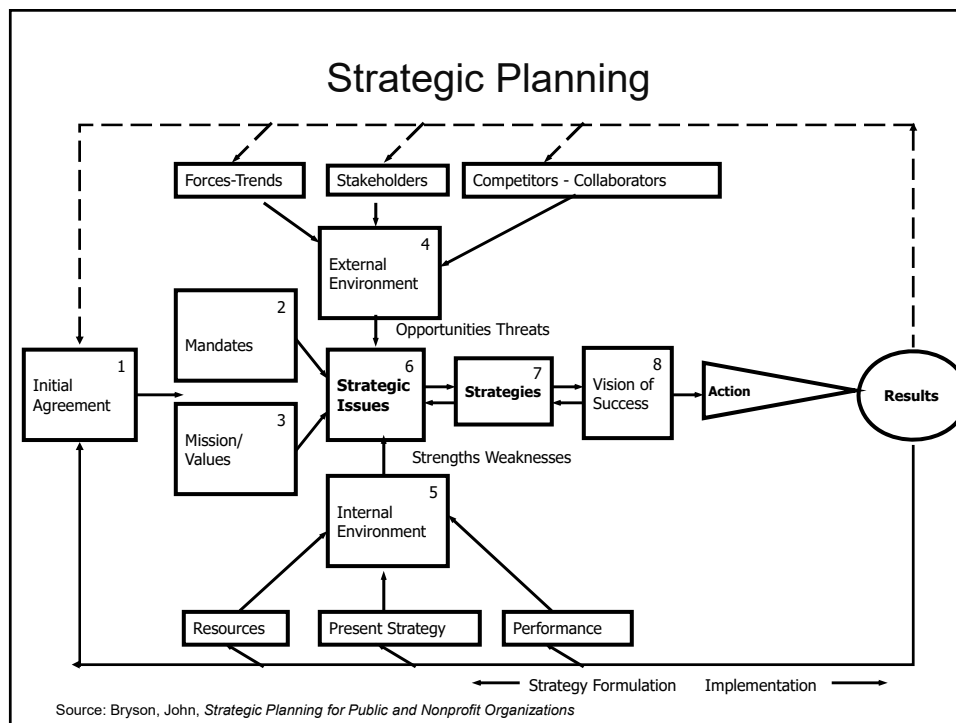 Strategic Planning
Forces-Trends
Stakeholders
Competitors - Collaborators
4
External
Environment
Opportunities Threats
2
Mandates
1
Initial
Agreement
3
Mission/
Values
6
Strategic
Issues
7
Strategies
8
Vision of
Success
Action
Results
Strengths Weaknesses
5
Internal
Environment
Resources
Present Strategy
Performance
Strategy Formulation
Implementation
Source: Bryson, John, Strategic Planning for Public and Nonprofit Organizations